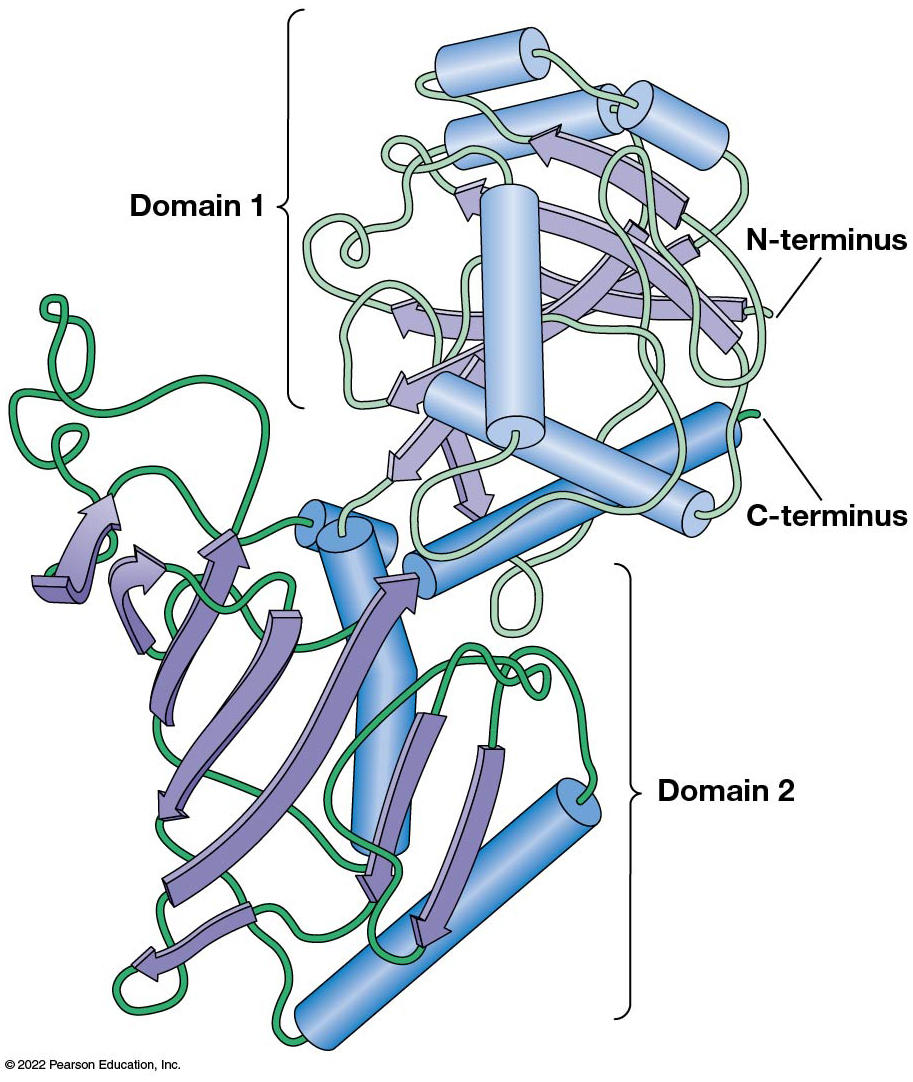 Domain 1
N-terminus
C-terminus
Domain 2
© 2022 Pearson Education, Inc.